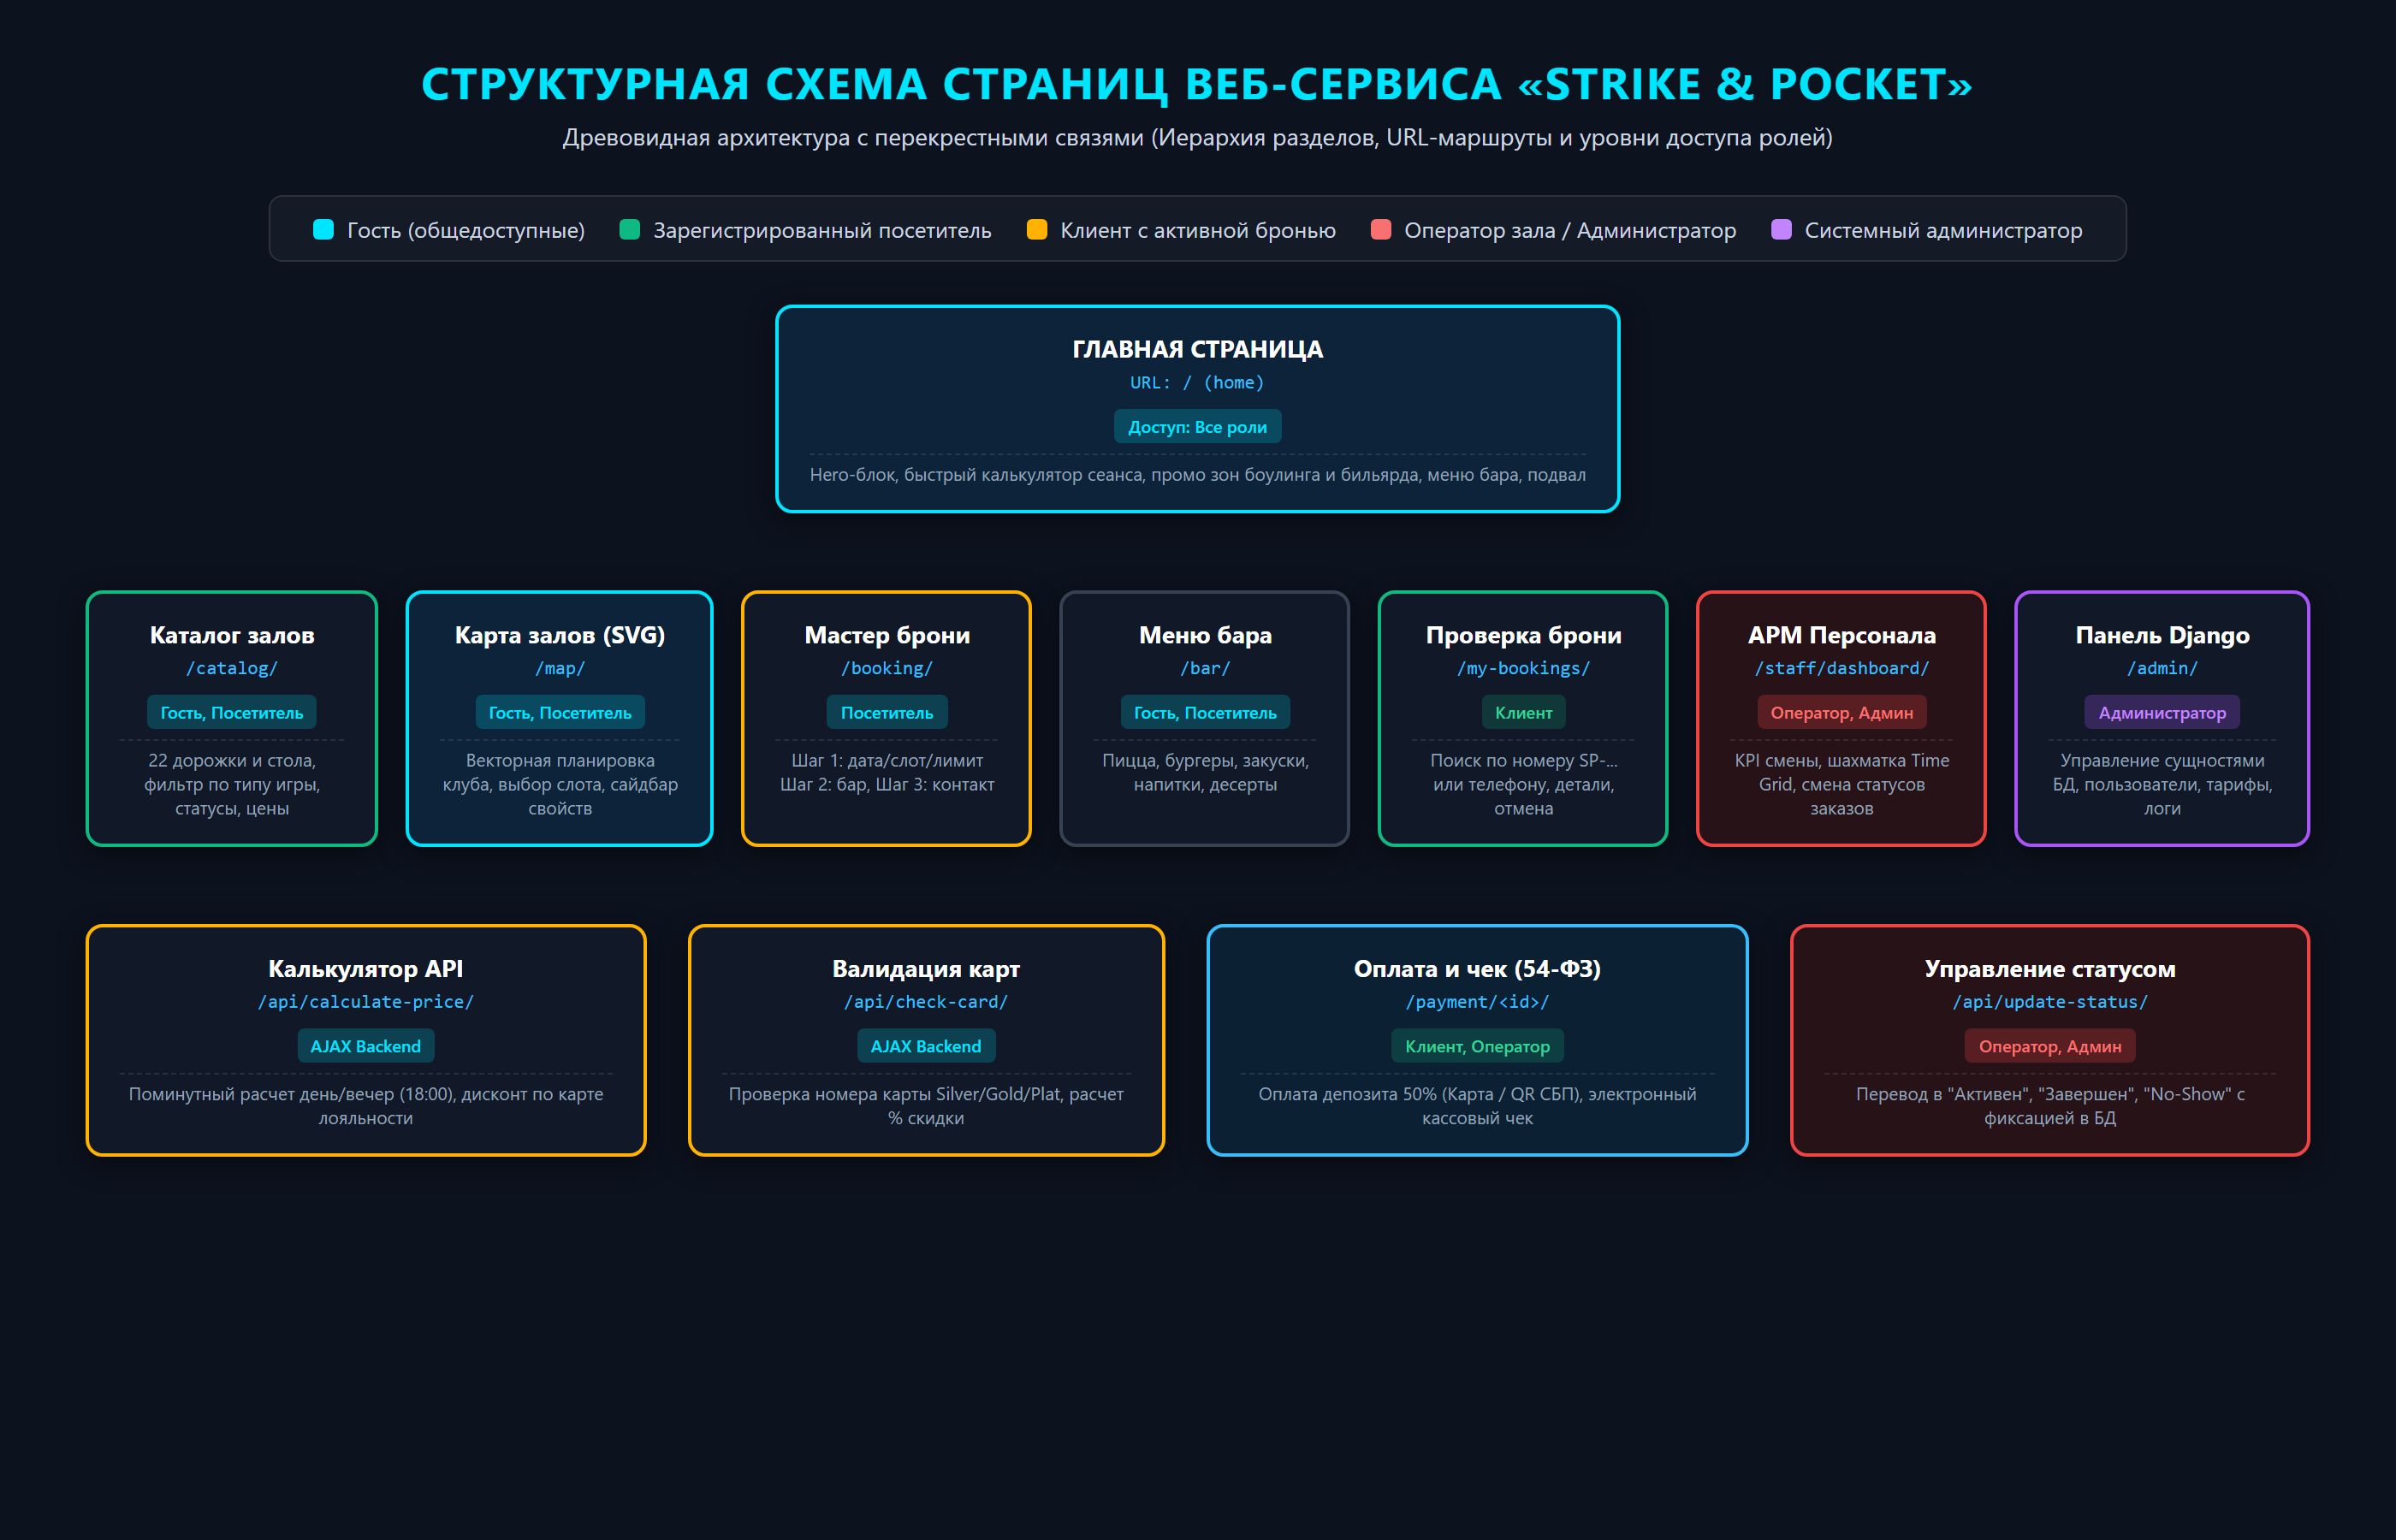 СТРУКТУРНАЯ СХЕМА СТРАНИЦ ВЕБ-СЕРВИСА «STRIKE & POCKET»
Древовидная архитектура с перекрестными связями (Иерархия разделов, URL-маршруты и уровни доступа ролей)
Гость (общедоступные)
Зарегистрированный посетитель
Клиент с активной бронью
Оператор зала / Администратор
Системный администратор
ГЛАВНАЯ СТРАНИЦА
URL: / (home)
Доступ: Все роли
Hero-блок, быстрый калькулятор сеанса, промо зон боулинга и бильярда, меню бара, подвал
Каталог залов
/catalog/
Гость, Посетитель
22 дорожки и стола,
фильтр по типу игры,
статусы, цены
Карта залов (SVG)
/map/
Гость, Посетитель
Векторная планировка
клуба, выбор слота, сайдбар
свойств
Мастер брони
/booking/
Посетитель
Шаг 1: дата/слот/лимит
Шаг 2: бар, Шаг 3: контакт
Меню бара
/bar/
Гость, Посетитель
Пицца, бургеры, закуски,
напитки, десерты
Проверка брони
/my-bookings/
Клиент
Поиск по номеру SP-...
или телефону, детали,
отмена
АРМ Персонала
/staff/dashboard/
Оператор, Админ
KPI смены, шахматка Time
Grid, смена статусов
заказов
Панель Django
/admin/
Администратор
Управление сущностями
БД, пользователи, тарифы,
логи
Калькулятор API
/api/calculate-price/
AJAX Backend
Поминутный расчет день/вечер (18:00), дисконт по карте
лояльности
Валидация карт
/api/check-card/
AJAX Backend
Проверка номера карты Silver/Gold/Plat, расчет
% скидки
Оплата и чек (54-ФЗ)
/payment/<id>/
Клиент, Оператор
Оплата депозита 50% (Карта / QR СБП), электронный
кассовый чек
Управление статусом
/api/update-status/
Оператор, Админ
Перевод в "Активен", "Завершен", "No-Show" с
фиксацией в БД